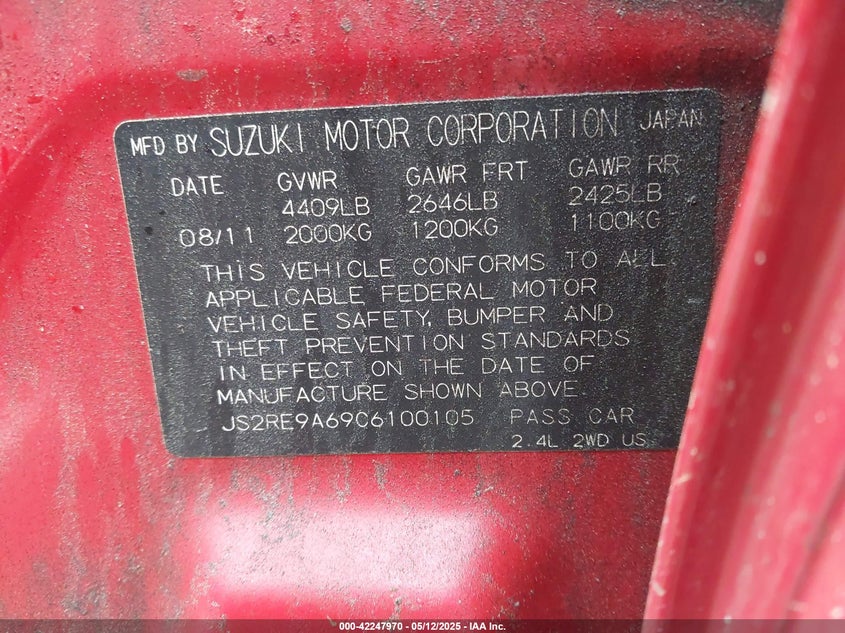 MFD BY SUZUKI MOTOR CORPORATION JAPAN
DATE GVWR GAWR FRT GAWR RR
4409LB 2646LB 2425LB
08/11 2000KG 1200KG 1100KG
THIS VEHICLE CONFORMS TO ALL
APPLICABLE FEDERAL MOTOR
VEHICLE SAFETY, BUMPER AND
THEFT PREVENTION STANDARDS
IN EFFECT ON THE DATE OF
MANUFACTURE SHOWN ABOVE.
JS2RE9A69C6100105 PASS CAR
2.4L 2WD US
000-42247970 - 05/12/2025 - IAA Inc.